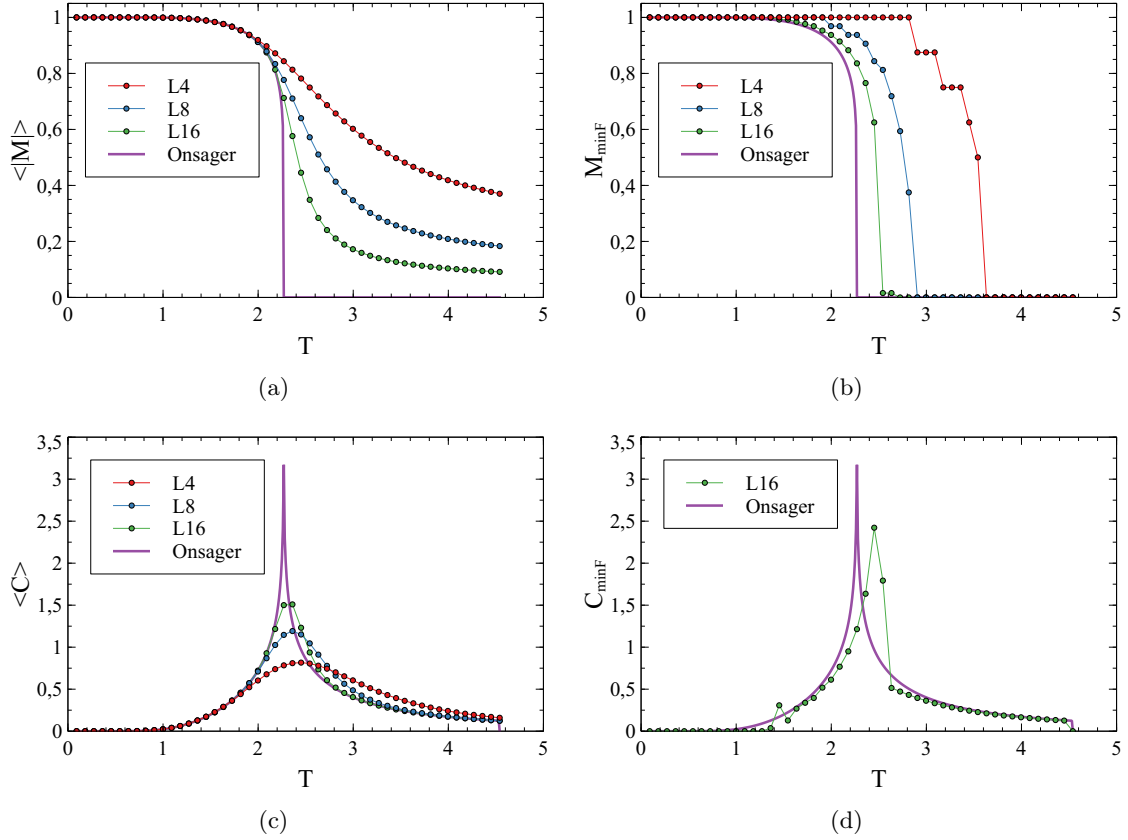 1
0,8
0,6
0,4
0,2
0
<|M|>
L4
L8
L16
Onsager
0 1 2 3 4 5
T
(a)
1
0,8
0,6
0,4
0,2
0
M_minF
L4
L8
L16
Onsager
0 1 2 3 4 5
T
(b)
3,5
3
2,5
2
1,5
1
0,5
0
<C>
L4
L8
L16
Onsager
0 1 2 3 4 5
T
(c)
3,5
3
2,5
2
1,5
1
0,5
0
C_minF
L16
Onsager
0 1 2 3 4 5
T
(d)